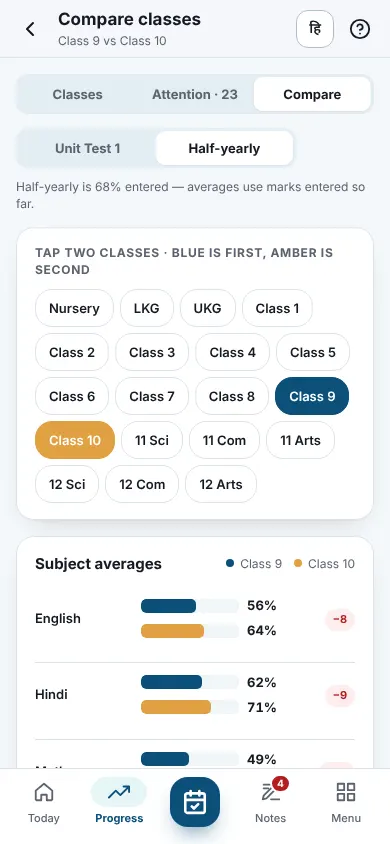 Compare classes
Class 9 vs Class 10
हि
Classes
Attention · 23
Compare
Unit Test 1
Half-yearly
Half-yearly is 68% entered — averages use marks entered so
far.
TAP TWO CLASSES · BLUE IS FIRST, AMBER IS
SECOND
Nursery
LKG
UKG
Class 1
Class 2
Class 3
Class 4
Class 5
Class 6
Class 7
Class 8
Class 9
Class 10
11 Sci
11 Com
11 Arts
12 Sci
12 Com
12 Arts
Subject averages
Class 9
Class 10
English
56%
64%
−8
Hindi
62%
71%
−9
49%
4
Today
Progress
Notes
Menu